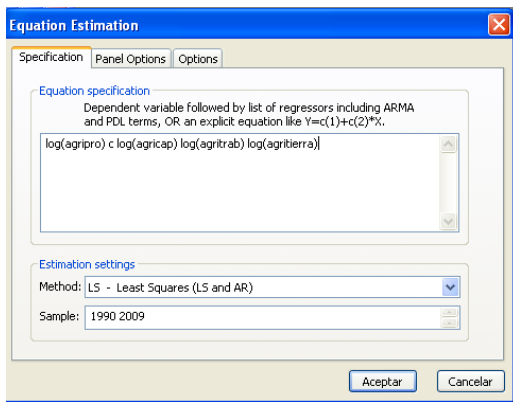 Equation Estimation
Specification
Panel Options
Options
Equation specification
Dependent variable followed by list of regressors including ARMA
and PDL terms, OR an explicit equation like Y=c(1)+c(2)*X.
log(agripro) c log(agricap) log(agritrab) log(agritierra)
Estimation settings
Method: LS - Least Squares (LS and AR)
Sample: 1990 2009
Aceptar
Cancelar